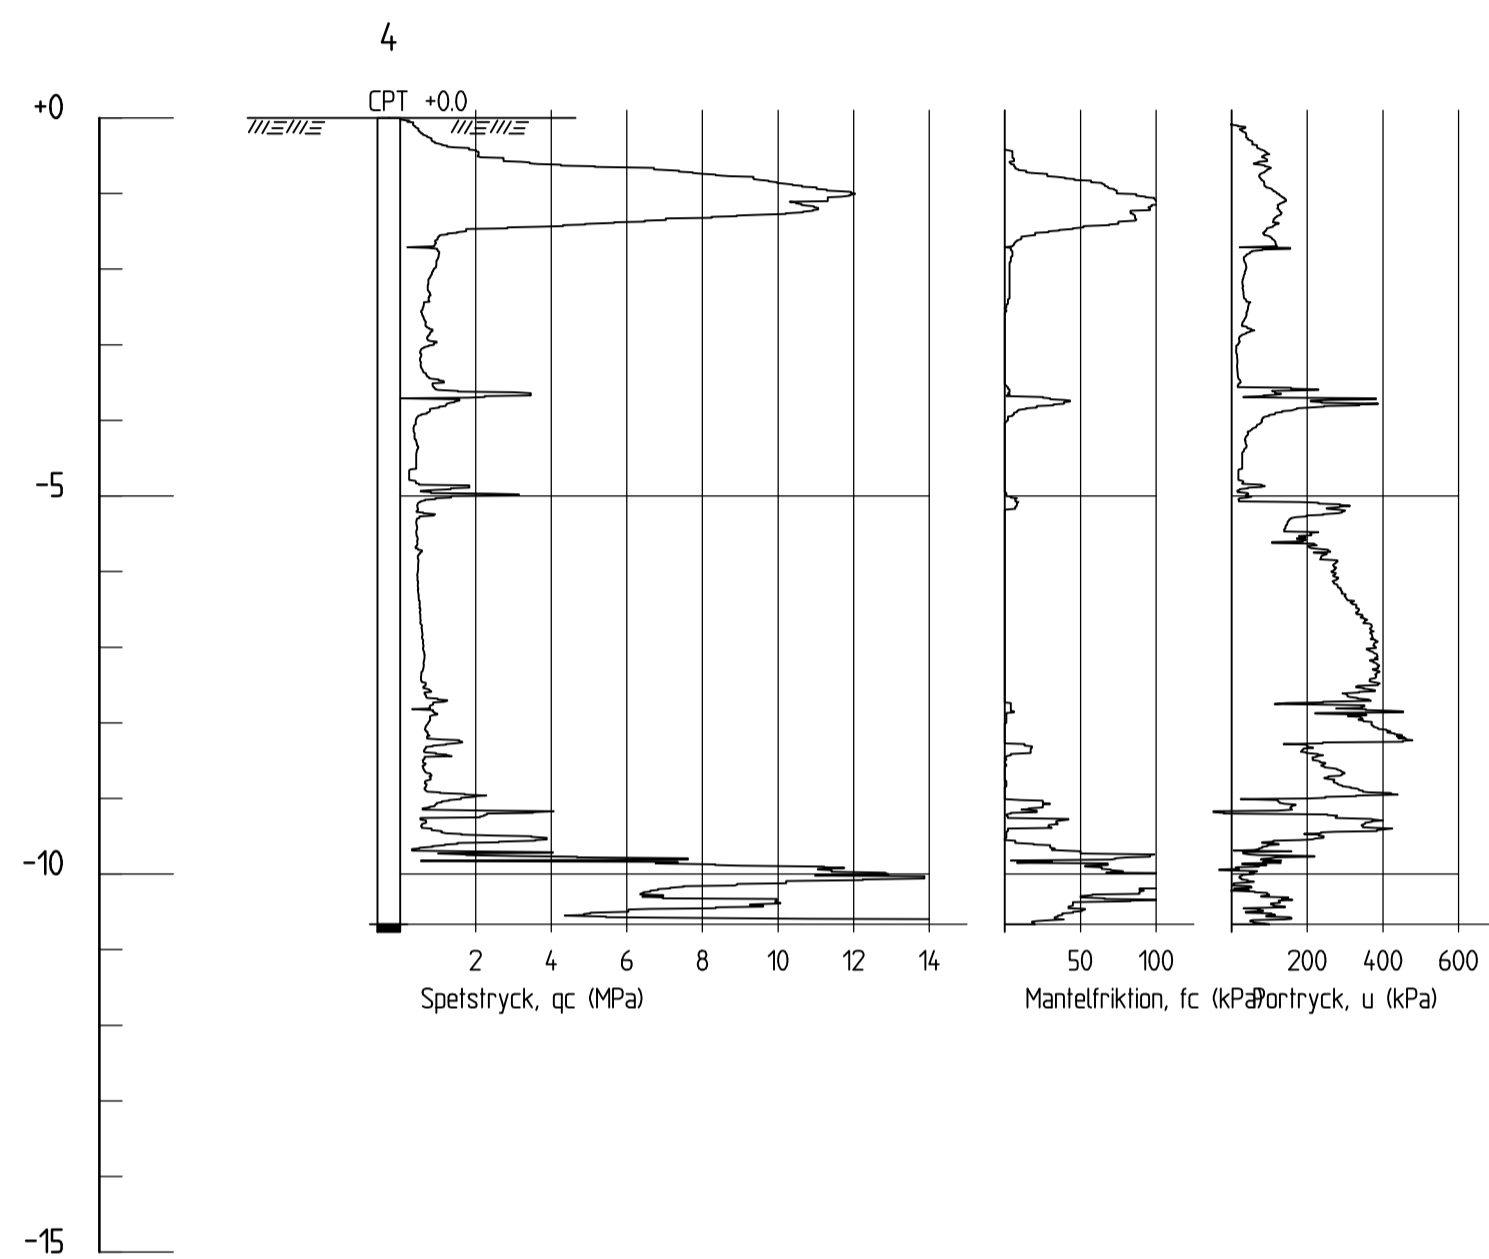 4
CPT +0.0
+0
-5
-10
-15
2 4 6 8 10 12 14
50 100
200 400 600
Spetstryck, qc (MPa)
Mantelfriktion, fc (kPa)
Portryck, u (kPa)